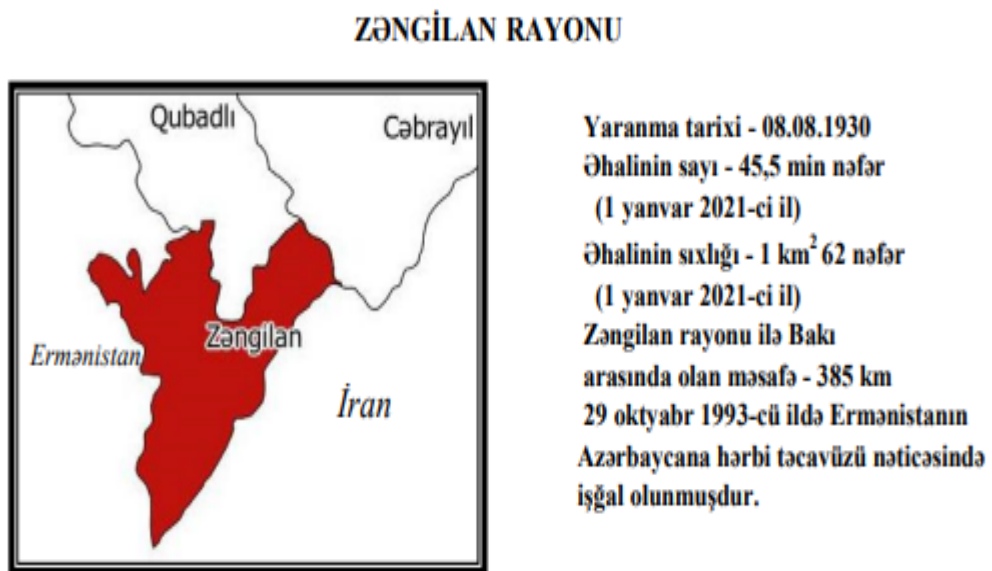 ZƏNGİLAN RAYONU
Qubadlı
Cəbrayıl
Zəngilan
Ermənistan
İran
Yaranma tarixi - 08.08.1930
Əhalinin sayı - 45,5 min nəfər
(1 yanvar 2021-ci il)
Əhalinin sıxlığı - 1 km² 62 nəfər
(1 yanvar 2021-ci il)
Zəngilan rayonu ilə Bakı
arasında olan məsafə - 385 km
29 oktyabr 1993-cü ildə Ermənistanın
Azərbaycana hərbi təcavüzü nəticəsində
işğal olunmuşdur.